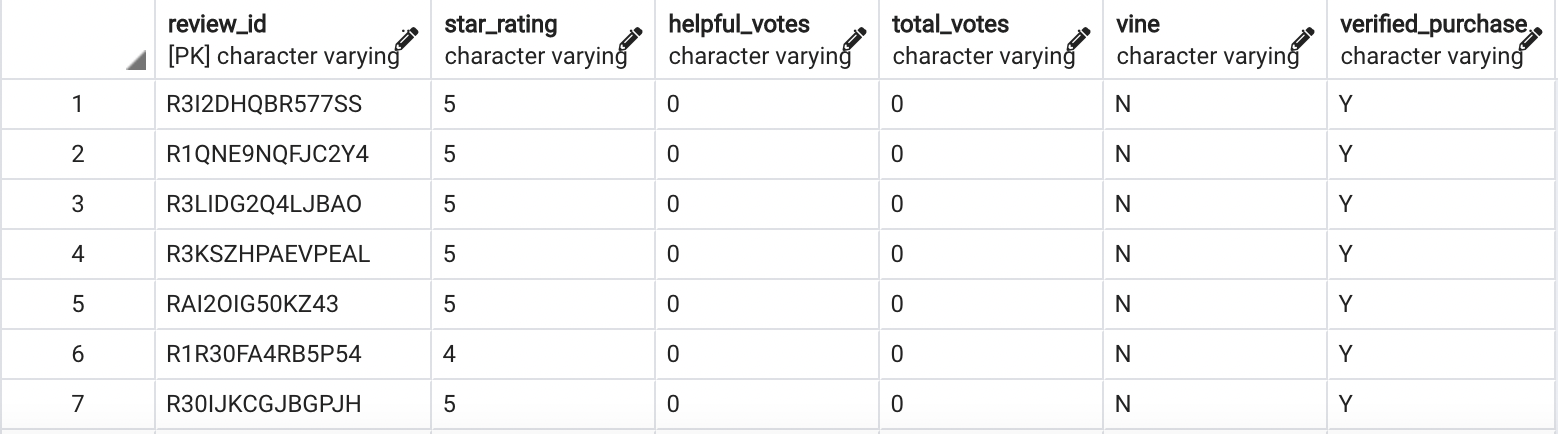 review_id star_rating helpful_votes total_votes vine verified_purchase
[PK] character varying character varying character varying character varying character varying character varying
1 R3I2DHQBR577SS 5 0 0 N Y
2 R1QNE9NQFJC2Y4 5 0 0 N Y
3 R3LIDG2Q4LJBAO 5 0 0 N Y
4 R3KSZHPAEVPEAL 5 0 0 N Y
5 RAI2OIG50KZ43 5 0 0 N Y
6 R1R30FA4RB5P54 4 0 0 N Y
7 R30IJKCGJBGPJH 5 0 0 N Y